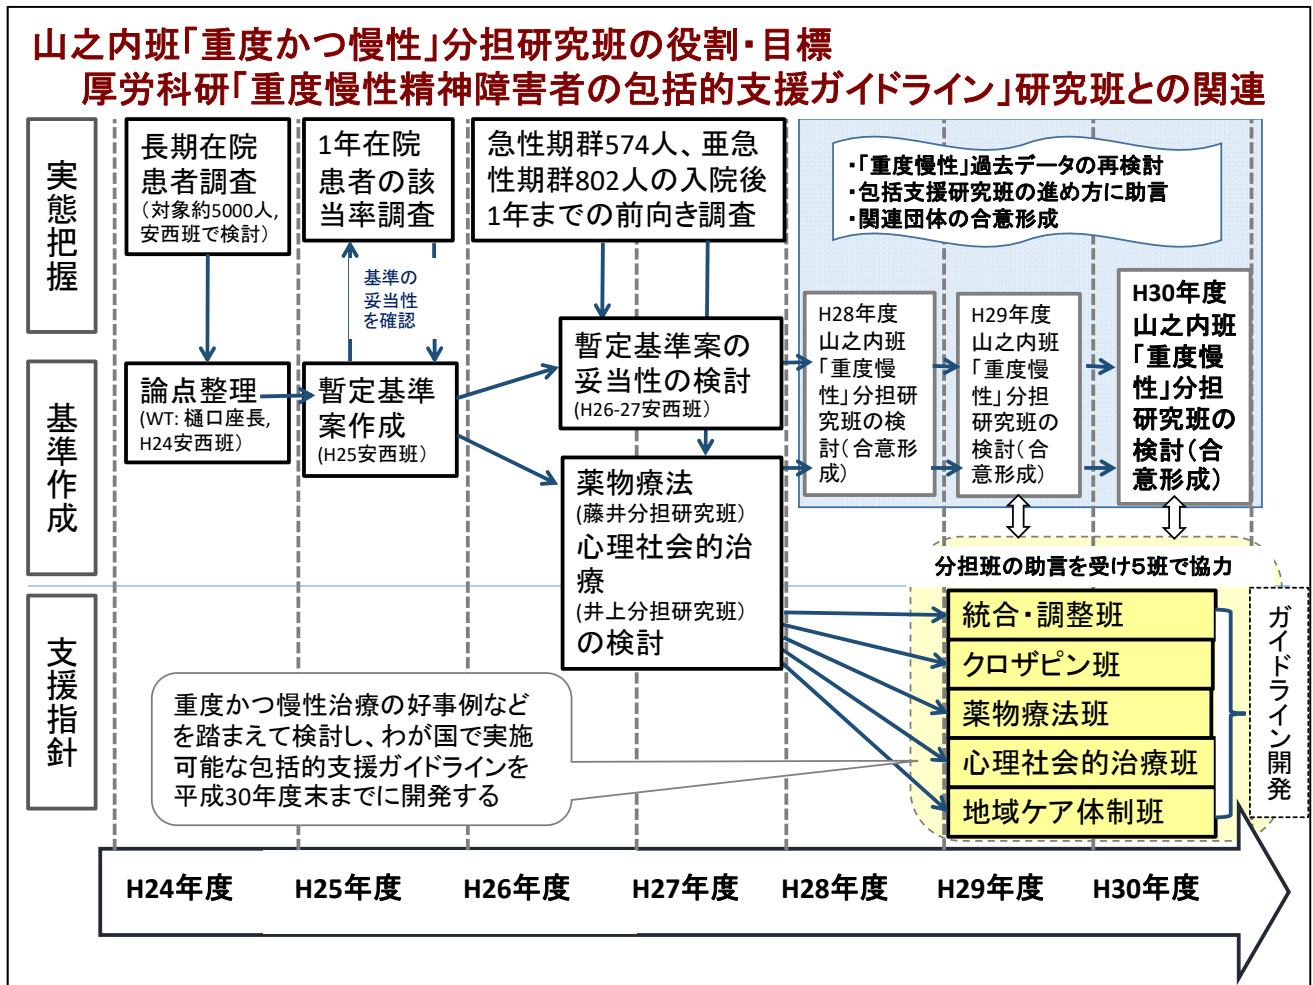 山之内班「重度かつ慢性」分担研究班の役割・目標
厚労科研「重度慢性精神障害者の包括的支援ガイドライン」研究班との関連
実態把握
長期在院
患者調査
（対象約5000人,
安西班で検討）
1年在院
患者の該
当率調査
急性期群574人、亜急
性期群802人の入院後
1年までの前向き調査
・「重度慢性」過去データの再検討
・包括支援研究班の進め方に助言
・関連団体の合意形成
基準の
妥当性
を確認
基準作成
論点整理
(WT: 樋口座長,
H24安西班）
暫定基準
案作成
(H25安西班）
暫定基準案の
妥当性の検討
(H26-27安西班）
H28年度
山之内班
「重度慢
性」分担研
究班の検
討（合意形
成）
H29年度
山之内班
「重度慢
性」分担
研究班の
検討（合
意形成）
H30年度
山之内班
「重度慢
性」分担
研究班の
検討（合
意形成）
薬物療法
(藤井分担研究班）
心理社会的治
療
(井上分担研究班）
の検討
分担班の助言を受け５班で協力
支援指針
統合・調整班
クロザピン班
薬物療法班
心理社会的治療班
地域ケア体制班
ガイドライン開発
重度かつ慢性治療の好事例など
を踏まえて検討し、わが国で実施
可能な包括的支援ガイドラインを
平成30年度末までに開発する
H24年度
H25年度
H26年度
H27年度
H28年度
H29年度
H30年度